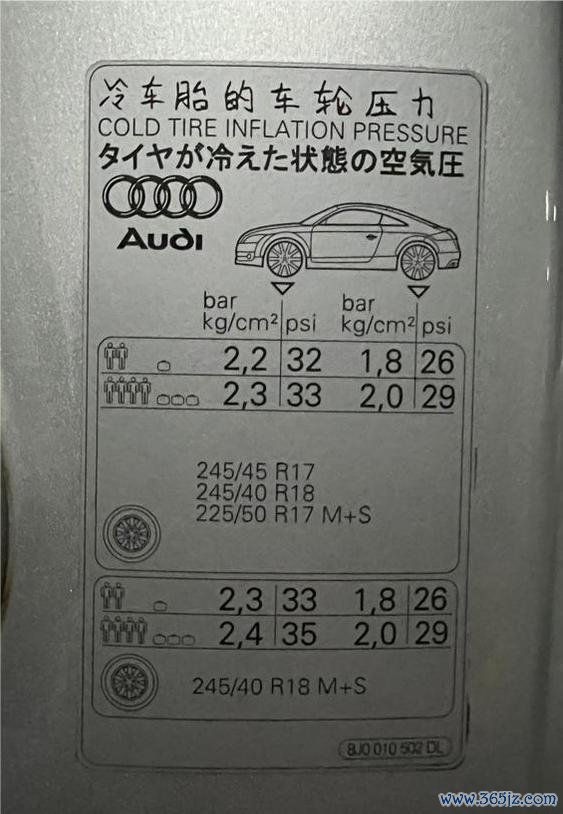 冷车胎的车轮压力
COLD TIRE INFLATION PRESSURE
タイヤが冷えた状態の空気圧
Audi
bar bar
kg/cm² psi kg/cm² psi
2,2 32 1,8 26
2,3 33 2,0 29
245/45 R17
245/40 R18
225/50 R17 M+S
2,3 33 1,8 26
2,4 35 2,0 29
245/40 R18 M+S
8J0 010 502 DL
www.365jz.com